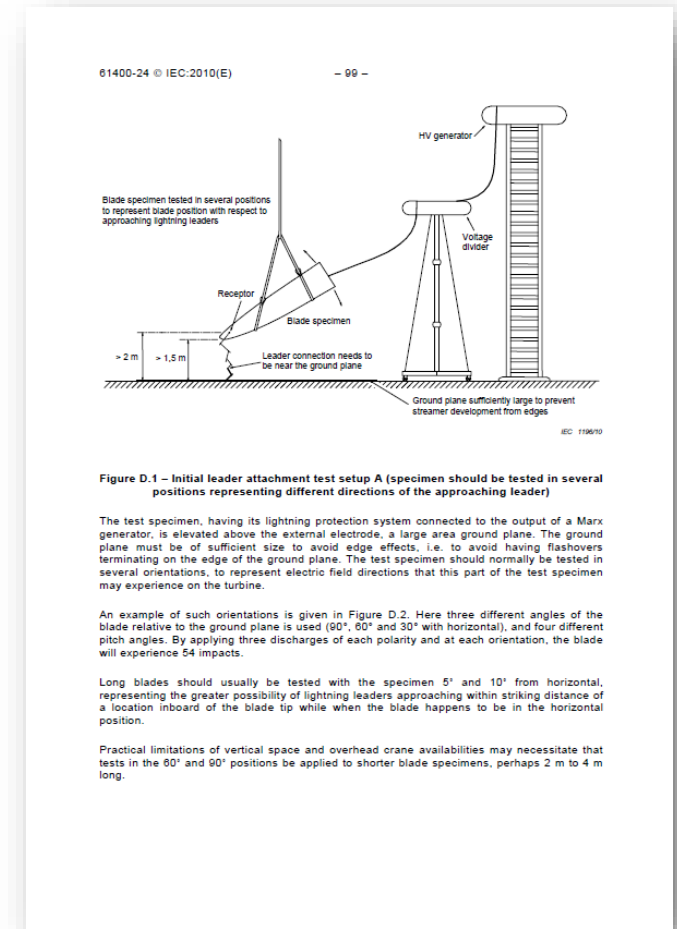 61400-24 © IEC:2010(E)
– 99 –
HV generator
Blade specimen tested in several positions
to represent blade position with respect to
approaching lightning leaders
Voltage
divider
Receptor
Blade specimen
> 2 m
> 1,5 m
Leader connection needs to
be near the ground plane
Ground plane sufficiently large to prevent
streamer development from edges
IEC 1196/10
Figure D.1 – Initial leader attachment test setup A (specimen should be tested in several
positions representing different directions of the approaching leader)
The test specimen, having its lightning protection system connected to the output of a Marx
generator, is elevated above the external electrode, a large area ground plane. The ground
plane must be of sufficient size to avoid edge effects, i.e. to avoid having flashovers
terminating on the edge of the ground plane. The test specimen should normally be tested in
several orientations, to represent electric field directions that this part of the test specimen
may experience on the turbine.
An example of such orientations is given in Figure D.2. Here three different angles of the
blade relative to the ground plane is used (90°, 60° and 30° with horizontal), and four different
pitch angles. By applying three discharges of each polarity and at each orientation, the blade
will experience 54 impacts.
Long blades should usually be tested with the specimen 5° and 10° from horizontal,
representing the greater possibility of lightning leaders approaching within striking distance of
a location inboard of the blade tip while when the blade happens to be in the horizontal
position.
Practical limitations of vertical space and overhead crane availabilities may necessitate that
tests in the 60° and 90° positions be applied to shorter blade specimens, perhaps 2 m to 4 m
long.